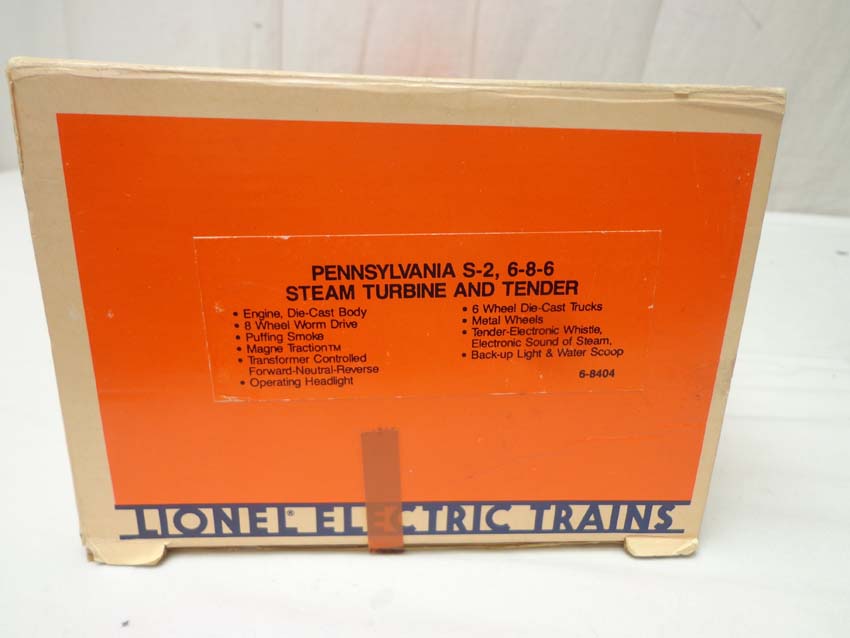 PENNSYLVANIA S-2, 6-8-6
STEAM TURBINE AND TENDER
• Engine, Die-Cast Body
• 8 Wheel Worm Drive
• Puffing Smoke
• Magne Traction™
• Transformer Controlled
Forward-Neutral-Reverse
• Operating Headlight
• 6 Wheel Die-Cast Trucks
• Metal Wheels
• Tender-Electronic Whistle,
Electronic Sound of Steam,
• Back-up Light & Water Scoop
6-8404
LIONEL® ELECTRIC TRAINS